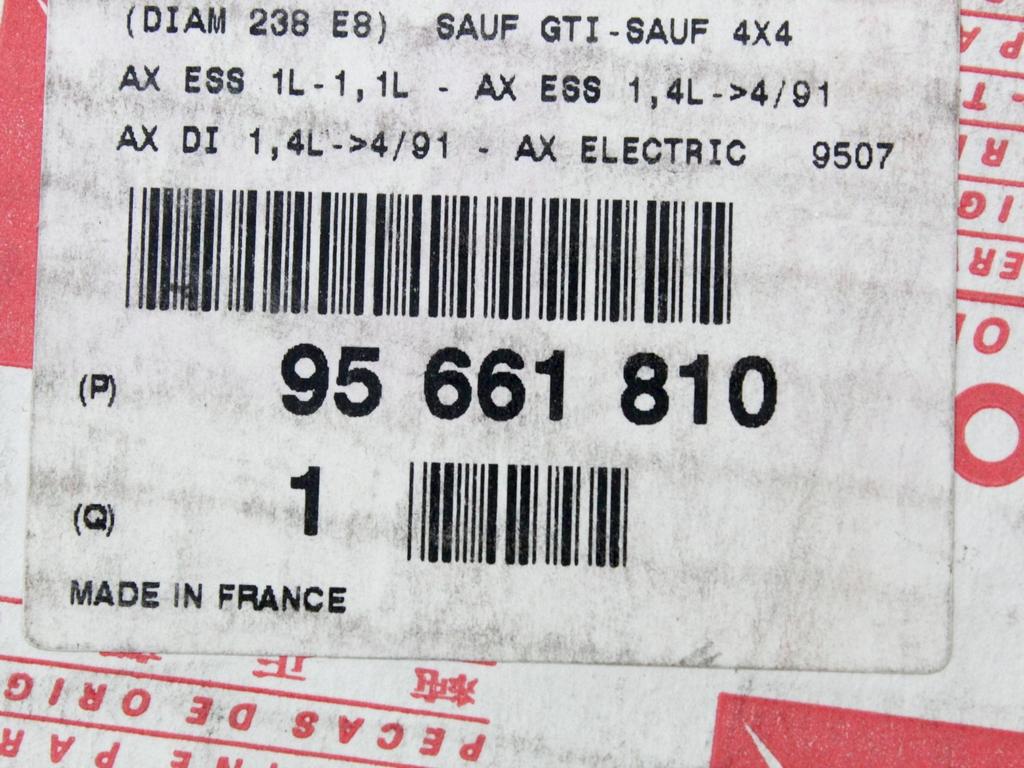 (DIAM 238 E8) SAUF GTI-SAUF 4X4
AX ESS 1L-1,1L - AX ESS 1,4L->4/91
AX DI 1,4L->4/91 - AX ELECTRIC 9507
(P) 95 661 810
(Q) 1
MADE IN FRANCE
PECAS DE ORIG